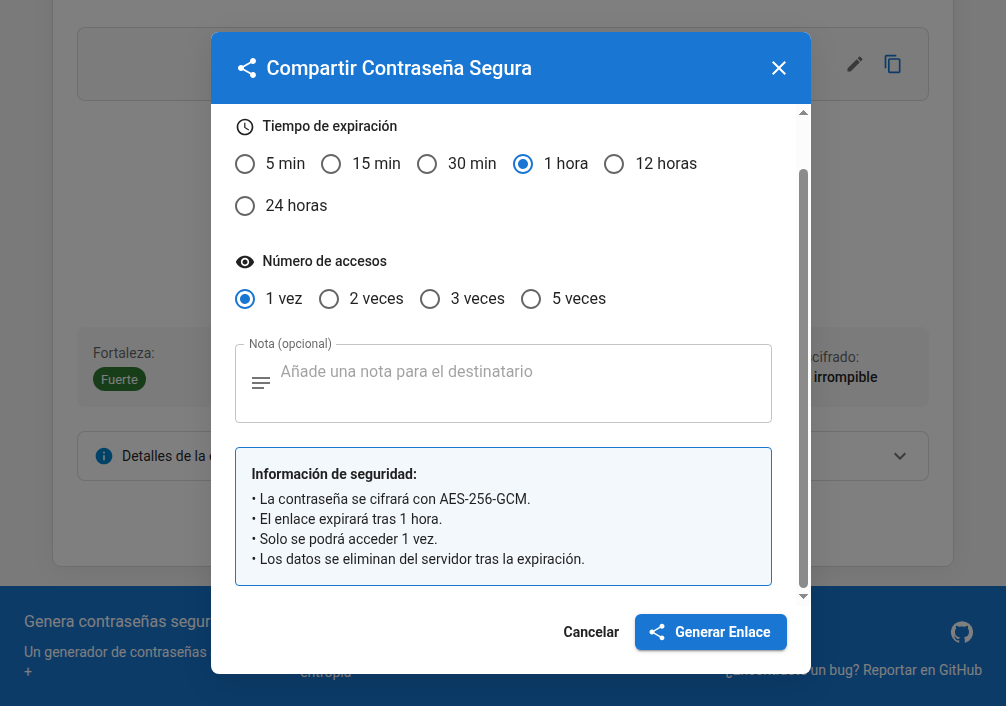 Compartir Contraseña Segura
Tiempo de expiración
5 min 15 min 30 min 1 hora 12 horas
24 horas
Número de accesos
1 vez 2 veces 3 veces 5 veces
Nota (opcional)
Añade una nota para el destinatario
Información de seguridad:
• La contraseña se cifrará con AES-256-GCM.
• El enlace expirará tras 1 hora.
• Solo se podrá acceder 1 vez.
• Los datos se eliminan del servidor tras la expiración.
Cancelar Generar Enlace
Fortaleza:
Fuerte
cifrado:
irrompible
Detalles de la
Genera contraseñas segur
Un generador de contraseñas
+
entropía
un bug? Reportar en GitHub